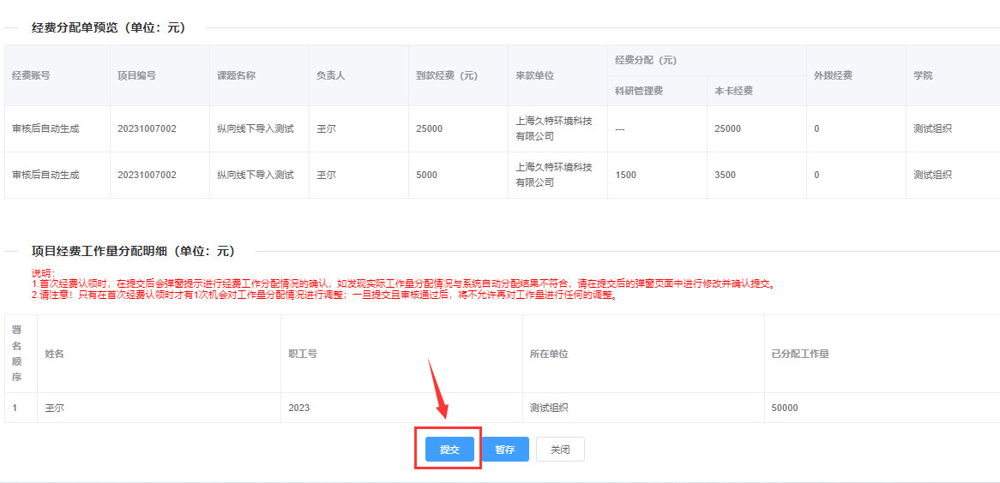 经费分配单预览（单位：元）
经费账号 项目编号 课题名称 负责人 到款经费（元） 来款单位 经费分配（元） 外拨经费 学院
科研管理费 本卡经费
审核后自动生成 20231007002 纵向线下导入测试 王尔 25000 上海久特环境科技有限公司 --- 25000 0 测试组织
审核后自动生成 20231007002 纵向线下导入测试 王尔 5000 上海久特环境科技有限公司 1500 3500 0 测试组织
项目经费工作量分配明细（单位：元）
说明：
1.首次经费认领时，在提交后会弹窗提示进行经费工作分配情况的确认，如发现实际工作量分配情况与系统自动分配结果不符合，请在提交后的弹窗页面中进行修改并确认提交。
2.请注意！只有在首次经费认领时才有1次机会对工作量分配情况进行调整；一旦提交且审核通过后，将不允许再对工作量进行任何的调整。
署名顺序 姓名 职工号 所在单位 已分配工作量
1 王尔 2023 测试组织 50000
提交 暂存 关闭